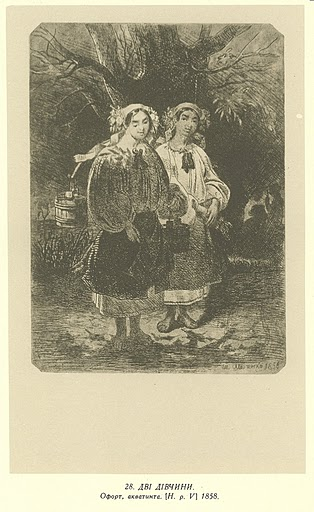 28. ДВІ ДІВЧИНИ.
Офорт, акватинта. [Н. р. V] 1858.